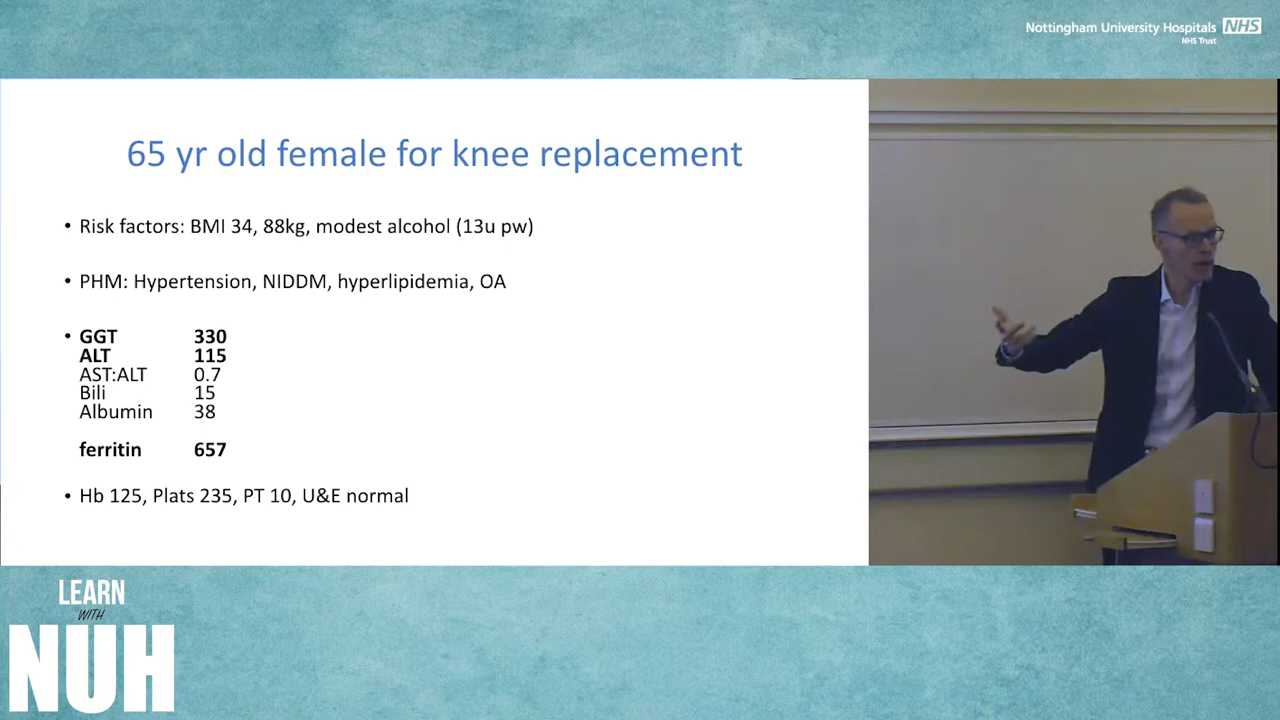 Nottingham University Hospitals NHS
NHS Trust
65 yr old female for knee replacement
• Risk factors: BMI 34, 88kg, modest alcohol (13u pw)
• PHM: Hypertension, NIDDM, hyperlipidemia, OA
• GGT 330
ALT 115
AST:ALT 0.7
Bili 15
Albumin 38
ferritin 657
• Hb 125, Plats 235, PT 10, U&E normal
LEARN
WITH
NUH